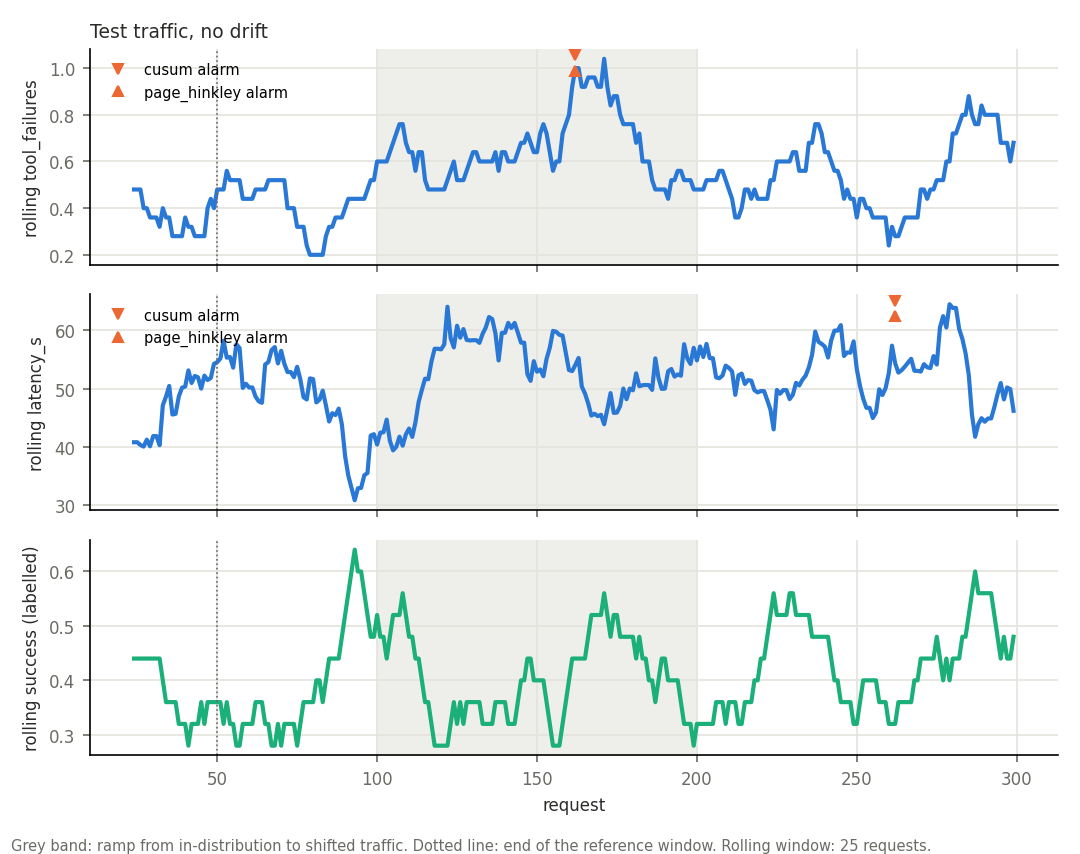 Test traffic, no drift
rolling tool_failures
1.0
0.8
0.6
0.4
0.2
cusum alarm
page_hinkley alarm
rolling latency_s
60
50
40
30
cusum alarm
page_hinkley alarm
rolling success (labelled)
0.6
0.5
0.4
0.3
50 100 150 200 250 300
request
Grey band: ramp from in-distribution to shifted traffic. Dotted line: end of the reference window. Rolling window: 25 requests.